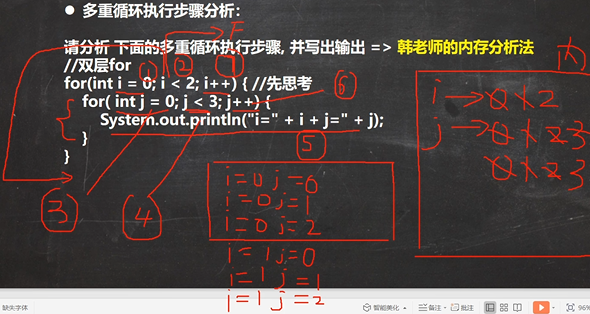 ● 多重循环执行步骤分析：
请分析 下面的多重循环执行步骤, 并写出输出 => 韩老师的内存分析法
//双层for
for(int i = 0; i < 2; i++) { //先思考
for( int j = 0; j < 3; j++) {
System.out.println("i=" + i + j=" + j);
}
}
F
① ② ⑥
③ ④ ⑤
i=0 j=0
i=0 j=1
i=0 j=2
i=1 j=0
i=1 j=1
i=1 j=2
内
i→0 1 2
j→0 1 2 3
0 1 2 3
缺失字体
智能美化 备注 批注 96%